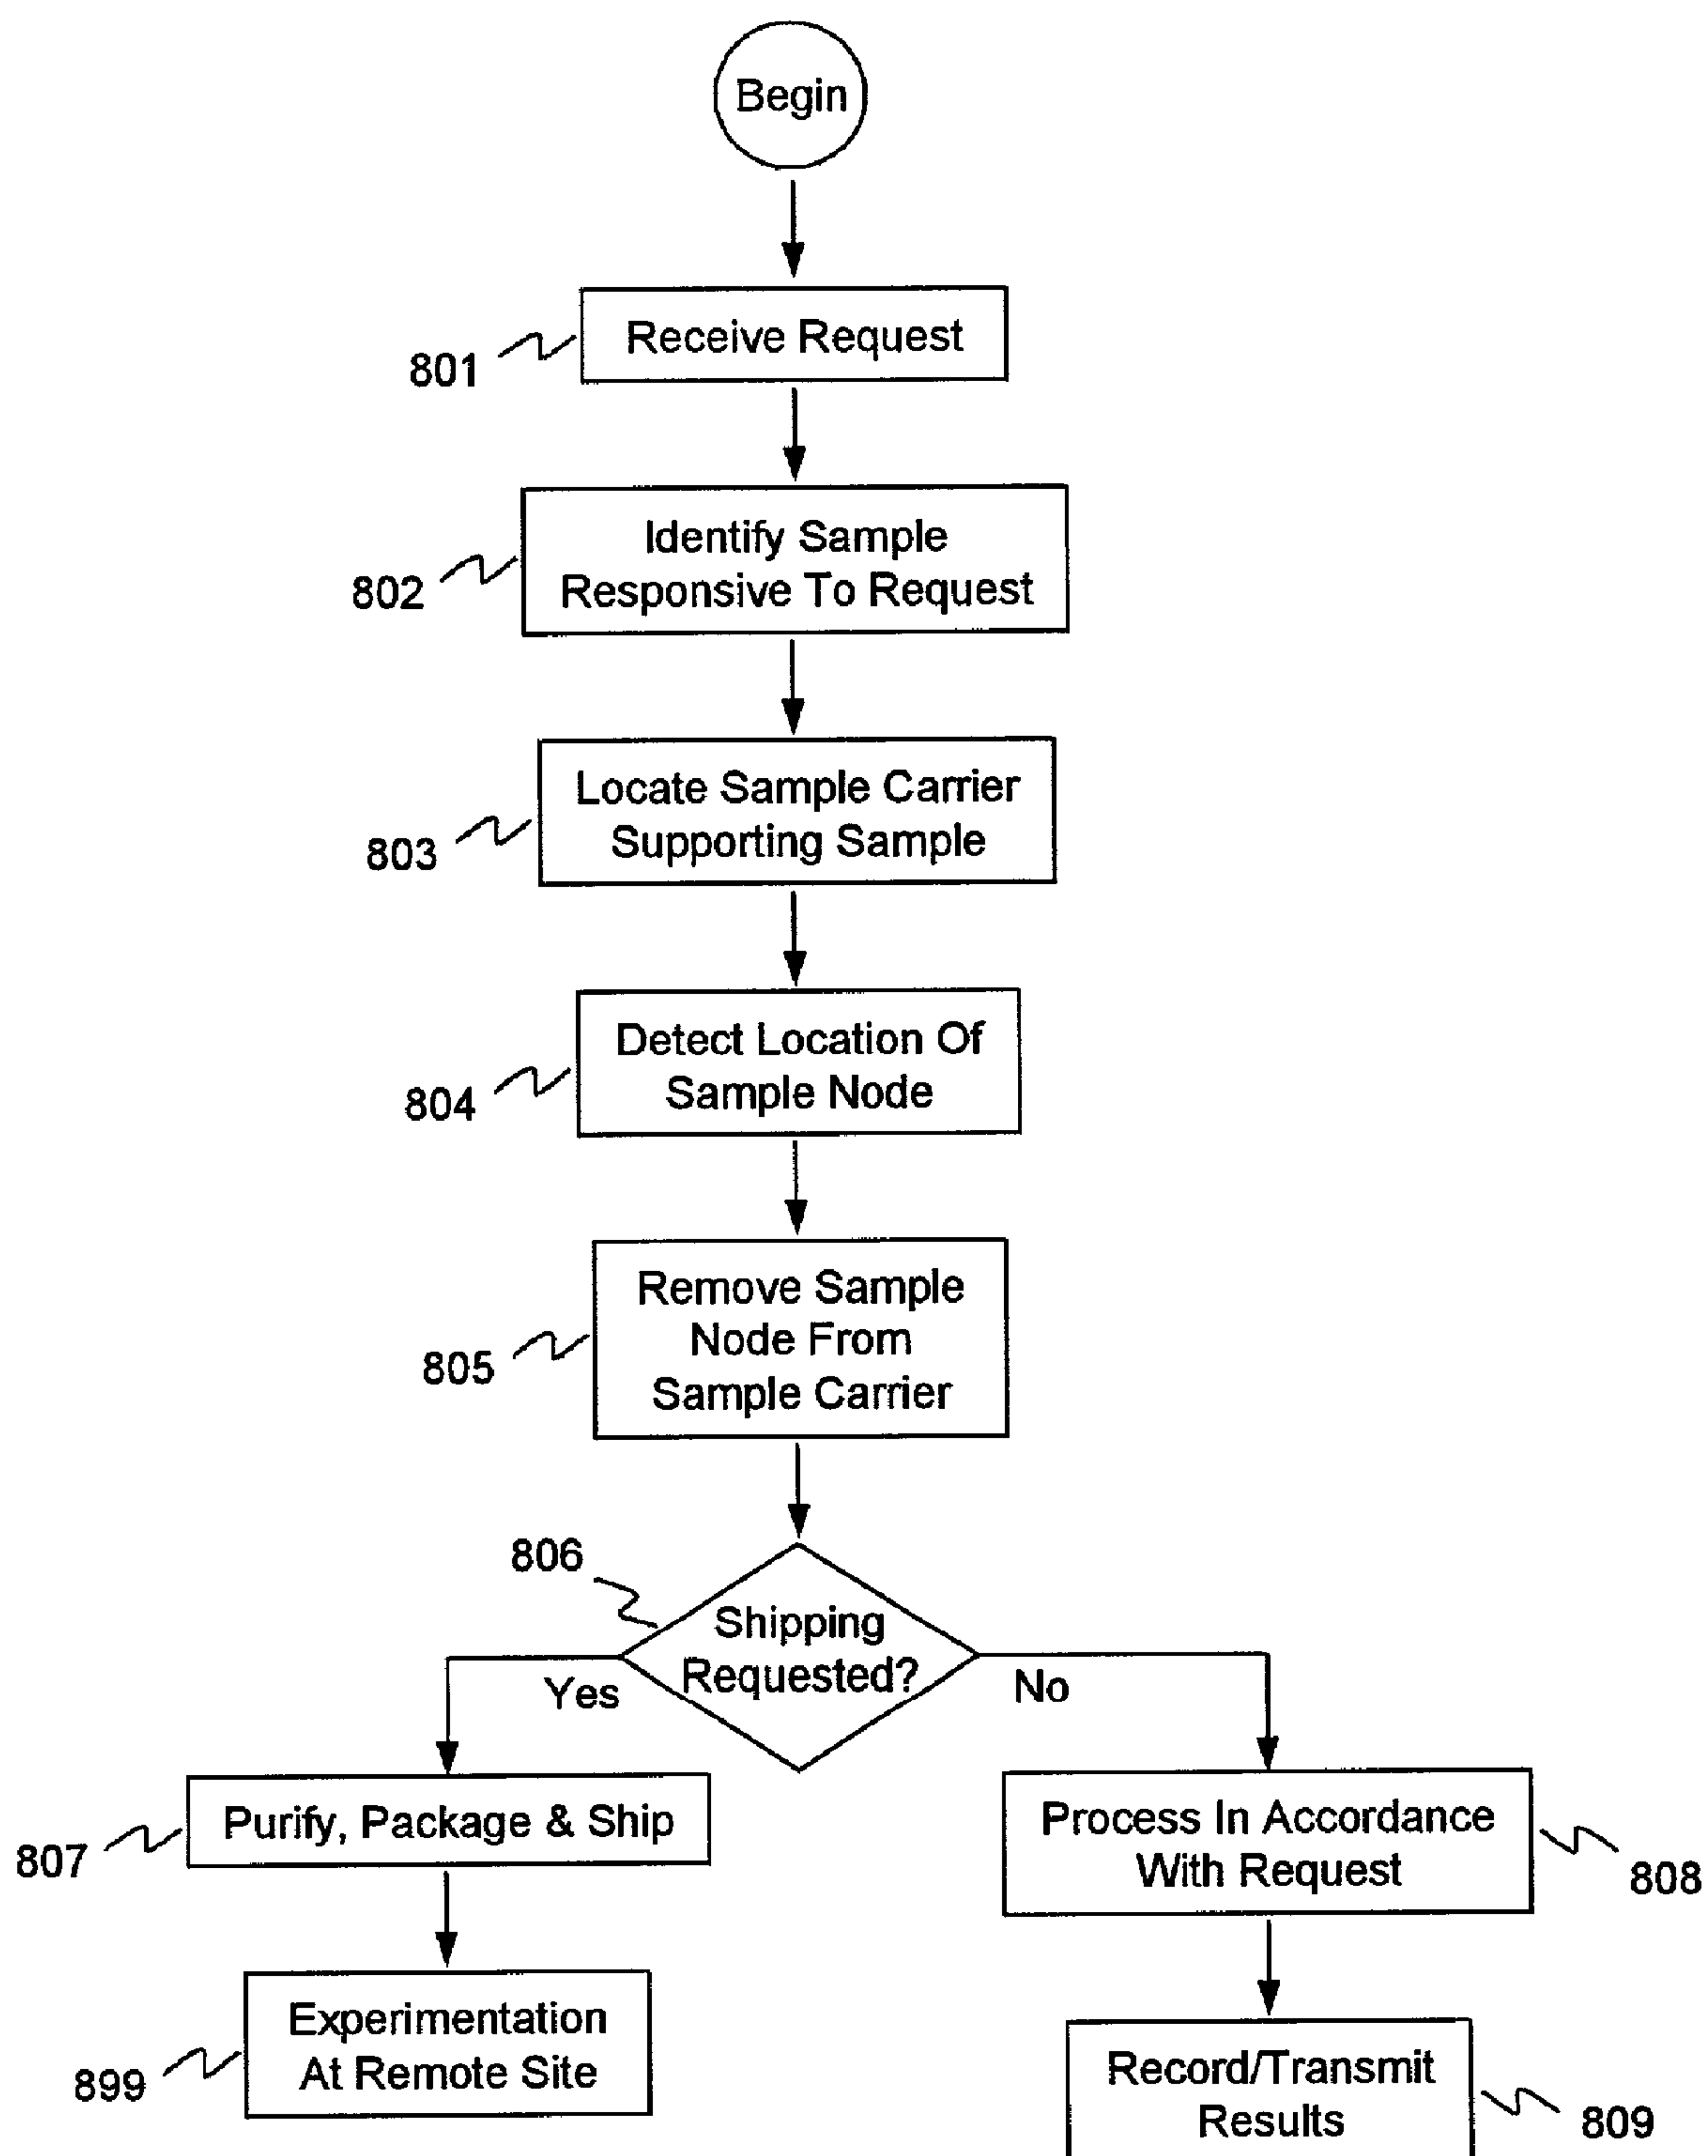 Begin
801
Receive Request
802
Identify Sample
Responsive To Request
803
Locate Sample Carrier
Supporting Sample
804
Detect Location Of
Sample Node
805
Remove Sample
Node From
Sample Carrier
806
Shipping
Requested?
Yes
No
807
Purify, Package & Ship
Process In Accordance
With Request
808
899
Experimentation
At Remote Site
Record/Transmit
Results
809